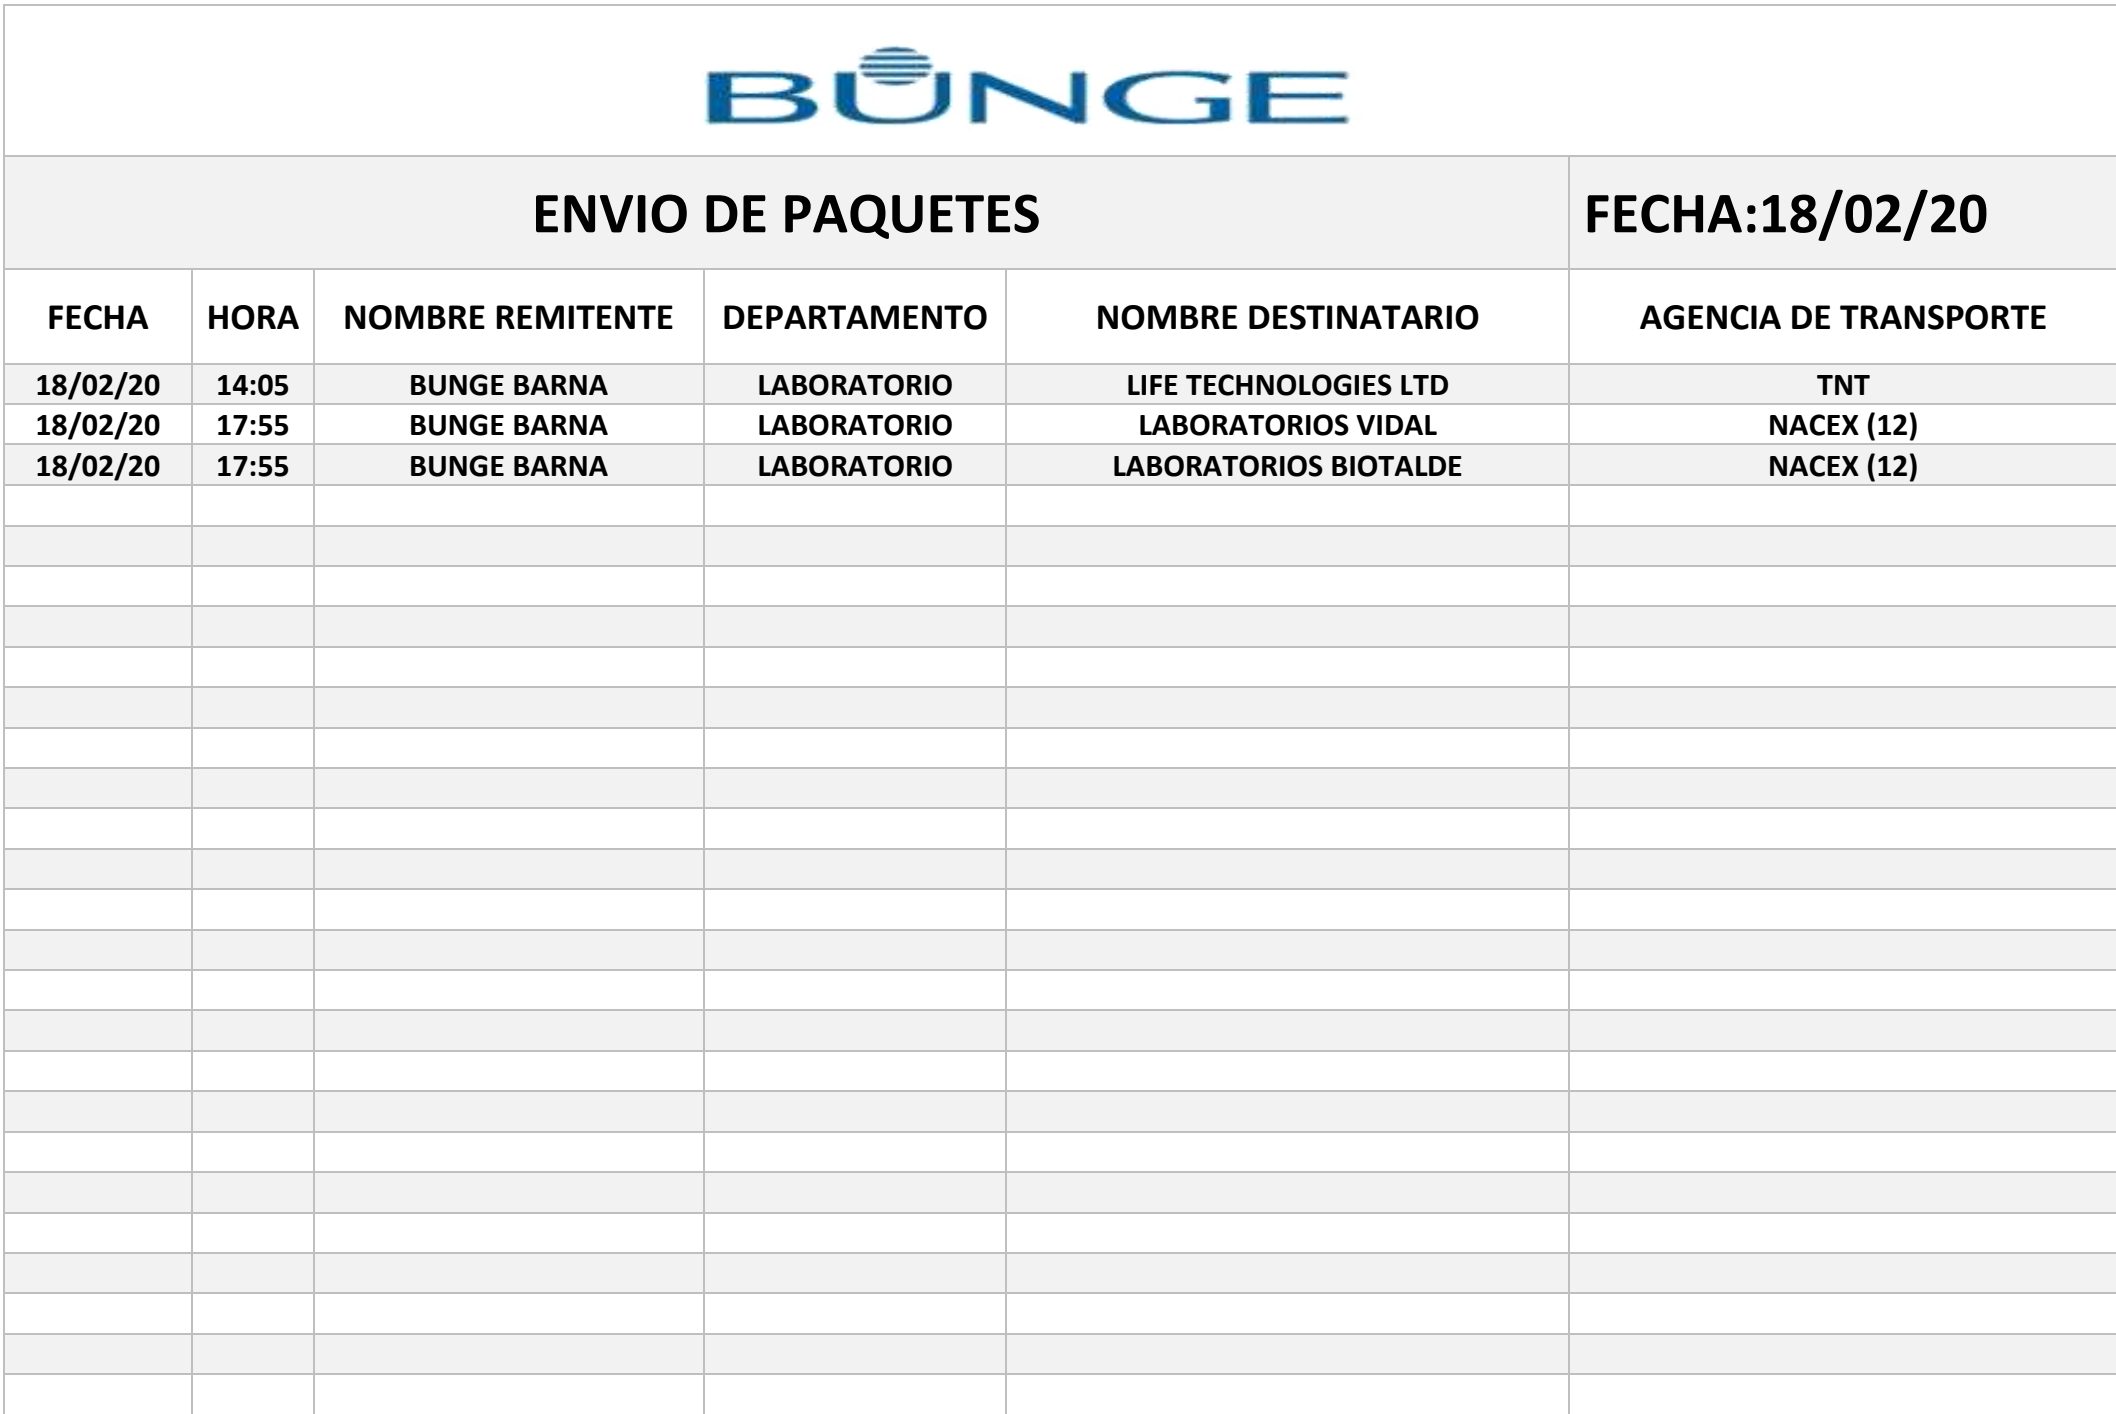 BUNGE
ENVIO DE PAQUETES FECHA:18/02/20
FECHA HORA NOMBRE REMITENTE DEPARTAMENTO NOMBRE DESTINATARIO AGENCIA DE TRANSPORTE
18/02/20 14:05 BUNGE BARNA LABORATORIO LIFE TECHNOLOGIES LTD TNT
18/02/20 17:55 BUNGE BARNA LABORATORIO LABORATORIOS VIDAL NACEX (12)
18/02/20 17:55 BUNGE BARNA LABORATORIO LABORATORIOS BIOTALDE NACEX (12)